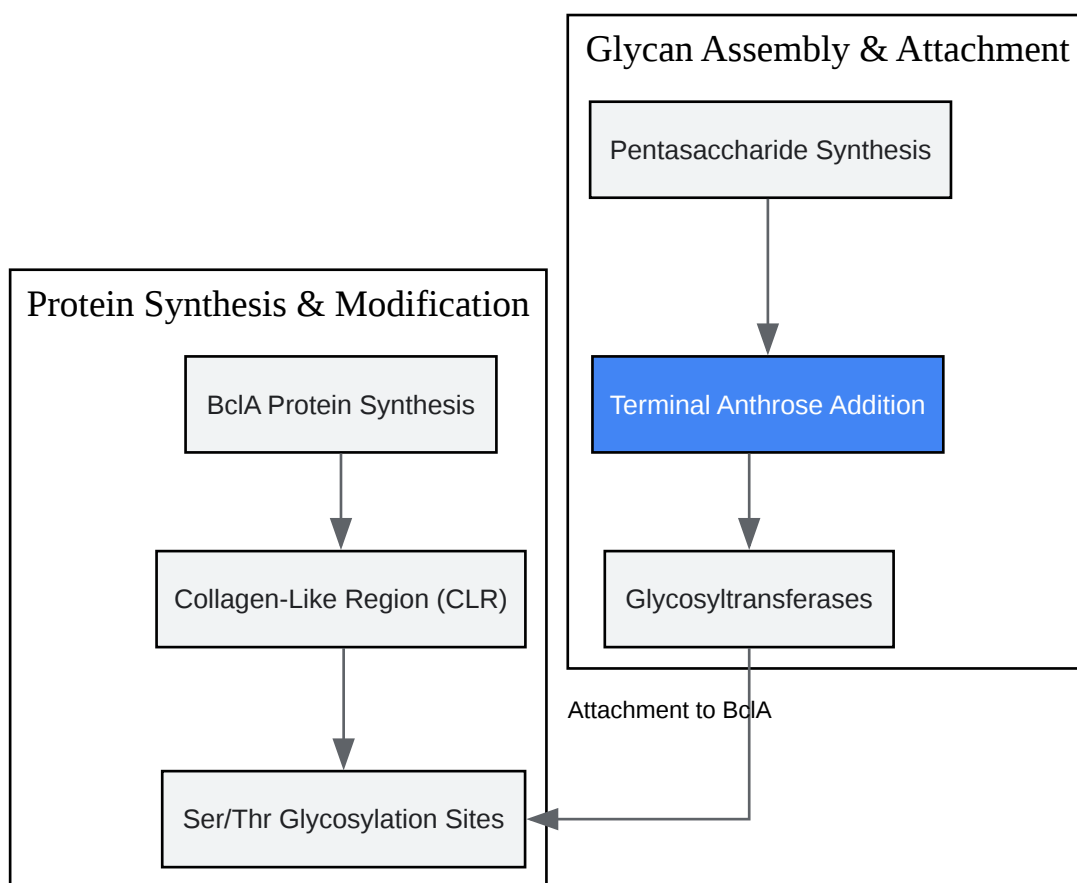 Glycan Assembly & Attachment
Pentasaccharide Synthesis
Protein Synthesis & Modification
BclA Protein Synthesis
Terminal Anthrose Addition
Collagen-Like Region (CLR)
Glycosyltransferases
Attachment to BclA
Ser/Thr Glycosylation Sites